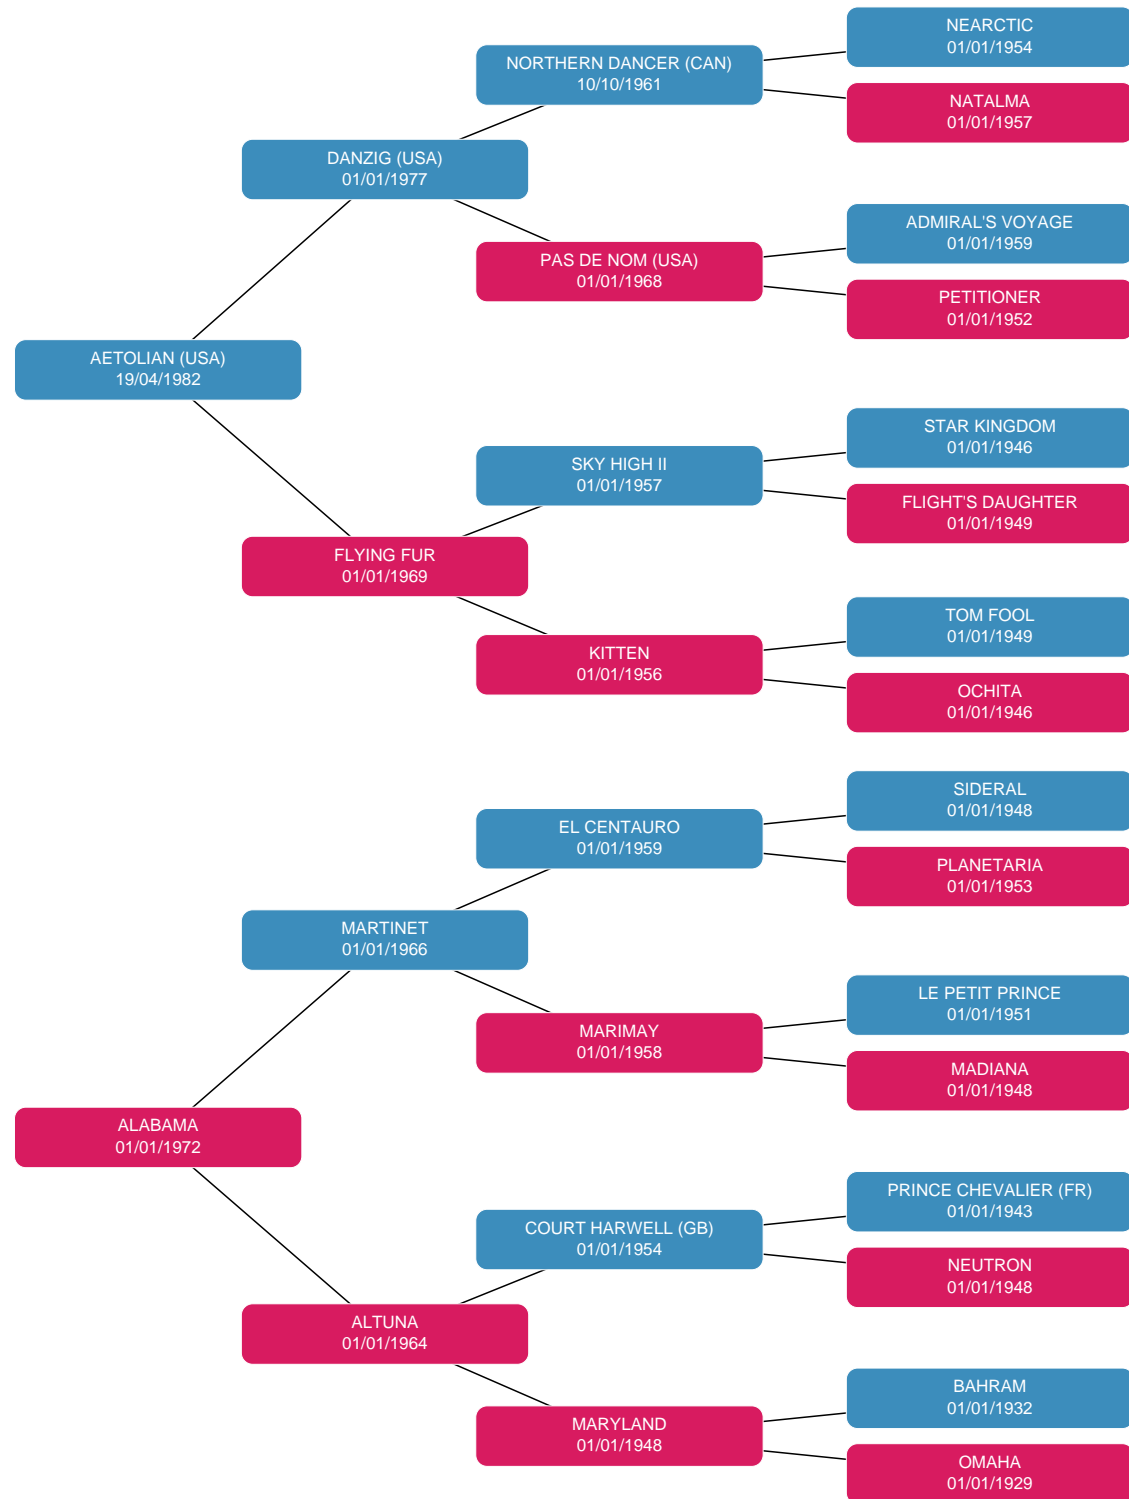 NEARCTIC
01/01/1954
NORTHERN DANCER (CAN)
10/10/1961
NATALMA
01/01/1957
DANZIG (USA)
01/01/1977
ADMIRAL'S VOYAGE
01/01/1959
PAS DE NOM (USA)
01/01/1968
PETITIONER
01/01/1952
AETOLIAN (USA)
19/04/1982
STAR KINGDOM
01/01/1946
SKY HIGH II
01/01/1957
FLIGHT'S DAUGHTER
01/01/1949
FLYING FUR
01/01/1969
TOM FOOL
01/01/1949
KITTEN
01/01/1956
OCHITA
01/01/1946
SIDERAL
01/01/1948
EL CENTAURO
01/01/1959
PLANETARIA
01/01/1953
MARTINET
01/01/1966
LE PETIT PRINCE
01/01/1951
MARIMAY
01/01/1958
MADIANA
01/01/1948
ALABAMA
01/01/1972
PRINCE CHEVALIER (FR)
01/01/1943
COURT HARWELL (GB)
01/01/1954
NEUTRON
01/01/1948
ALTUNA
01/01/1964
BAHRAM
01/01/1932
MARYLAND
01/01/1948
OMAHA
01/01/1929